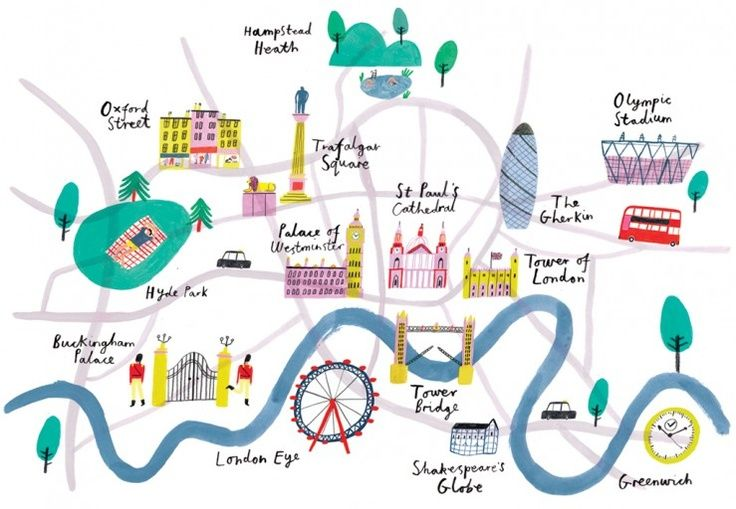 Hampstead
Heath
Oxford
Street
Trafalgar
Square
Olympic
Stadium
St Paul's
Cathedral
The
Gherkin
Palace of
Westminster
Tower of
London
Hyde Park
Buckingham
Palace
Tower
Bridge
London Eye
Shakespeare's
Globe
Greenwich